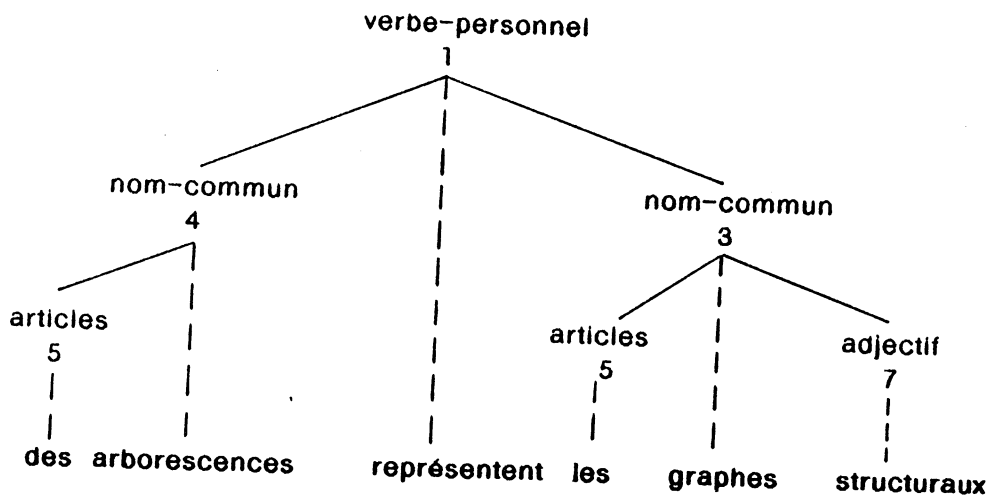 verbe-personnel
1
nom-commun
4
nom-commun
3
articles
5
articles
5
adjectif
7
des arborescences représentent les graphes structuraux